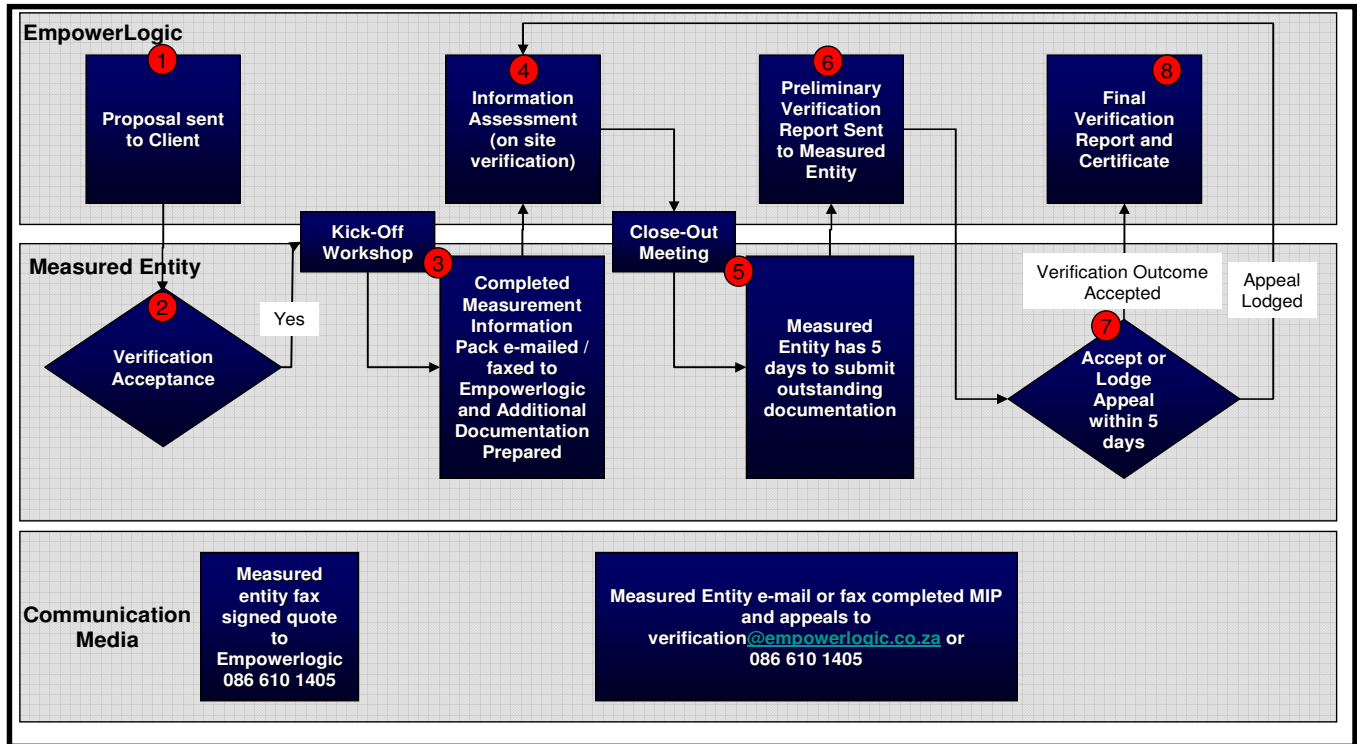 EmpowerLogic
1
Proposal sent
to Client
4
Information
Assessment
(on site
verification)
6
Preliminary
Verification
Report Sent
to Measured
Entity
8
Final
Verification
Report and
Certificate
Kick-Off
Workshop
Close-Out
Meeting
Measured Entity
2
Verification
Acceptance
Yes
3
Completed
Measurement
Information
Pack e-mailed /
faxed to
Empowerlogic
and Additional
Documentation
Prepared
5
Measured
Entity has 5
days to submit
outstanding
documentation
Verification Outcome
Accepted
Appeal
Lodged
7
Accept or
Lodge
Appeal
within 5
days
Communication
Media
Measured
entity fax
signed quote
to
Empowerlogic
086 610 1405
Measured Entity e-mail or fax completed MIP
and appeals to
verification@empowerlogic.co.za or
086 610 1405